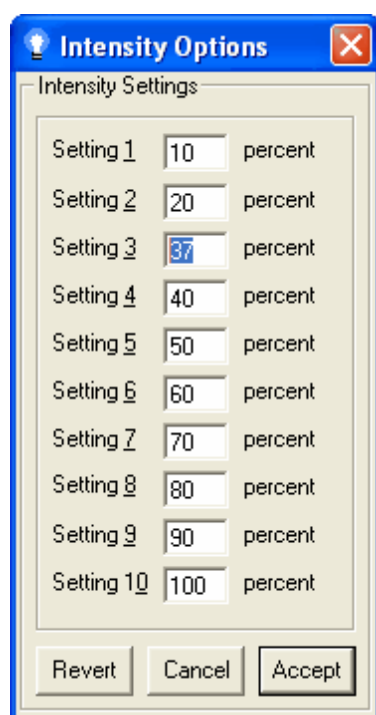 Intensity Options
Intensity Settings
Setting 1 10 percent
Setting 2 20 percent
Setting 3 37 percent
Setting 4 40 percent
Setting 5 50 percent
Setting 6 60 percent
Setting 7 70 percent
Setting 8 80 percent
Setting 9 90 percent
Setting 10 100 percent
Revert Cancel Accept